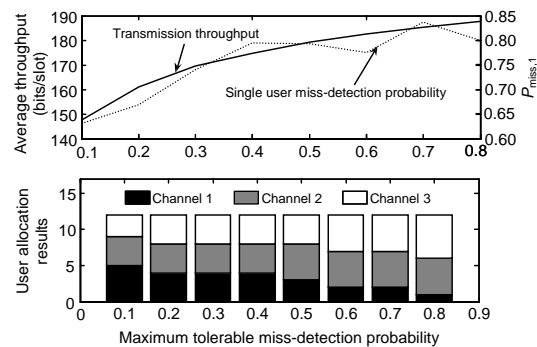 Average throughput
(bits/slot)
190
180
170
160
150
140
0.1 0.2 0.3 0.4 0.5 0.6 0.7 0.8
0.85
0.80
0.75
0.70
0.65
0.60
P_miss,1
Transmission throughput
Single user miss-detection probability
User allocation
results
15
10
5
0
Channel 1 Channel 2 Channel 3
0 0.1 0.2 0.3 0.4 0.5 0.6 0.7 0.8 0.9
Maximum tolerable miss-detection probability